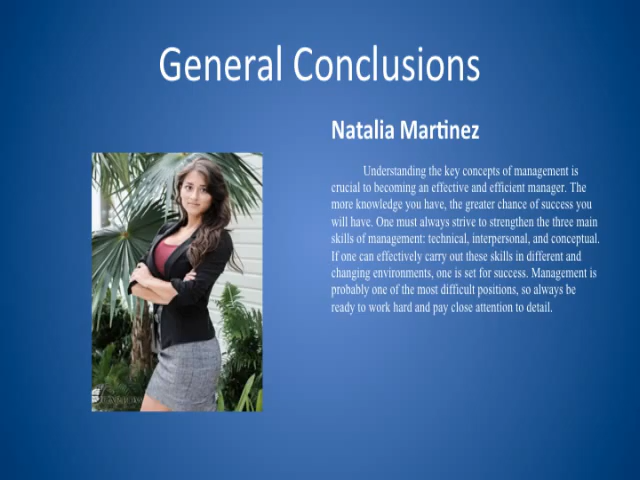 General Conclusions
Natalia Martinez
Understanding the key concepts of management is
crucial to becoming an effective and efficient manager. The
more knowledge you have, the greater chance of success you
will have. One must always strive to strengthen the three main
skills of management: technical, interpersonal, and conceptual.
If one can effectively carry out these skills in different and
changing environments, one is set for success. Management is
probably one of the most difficult positions, so always be
ready to work hard and pay close attention to detail.